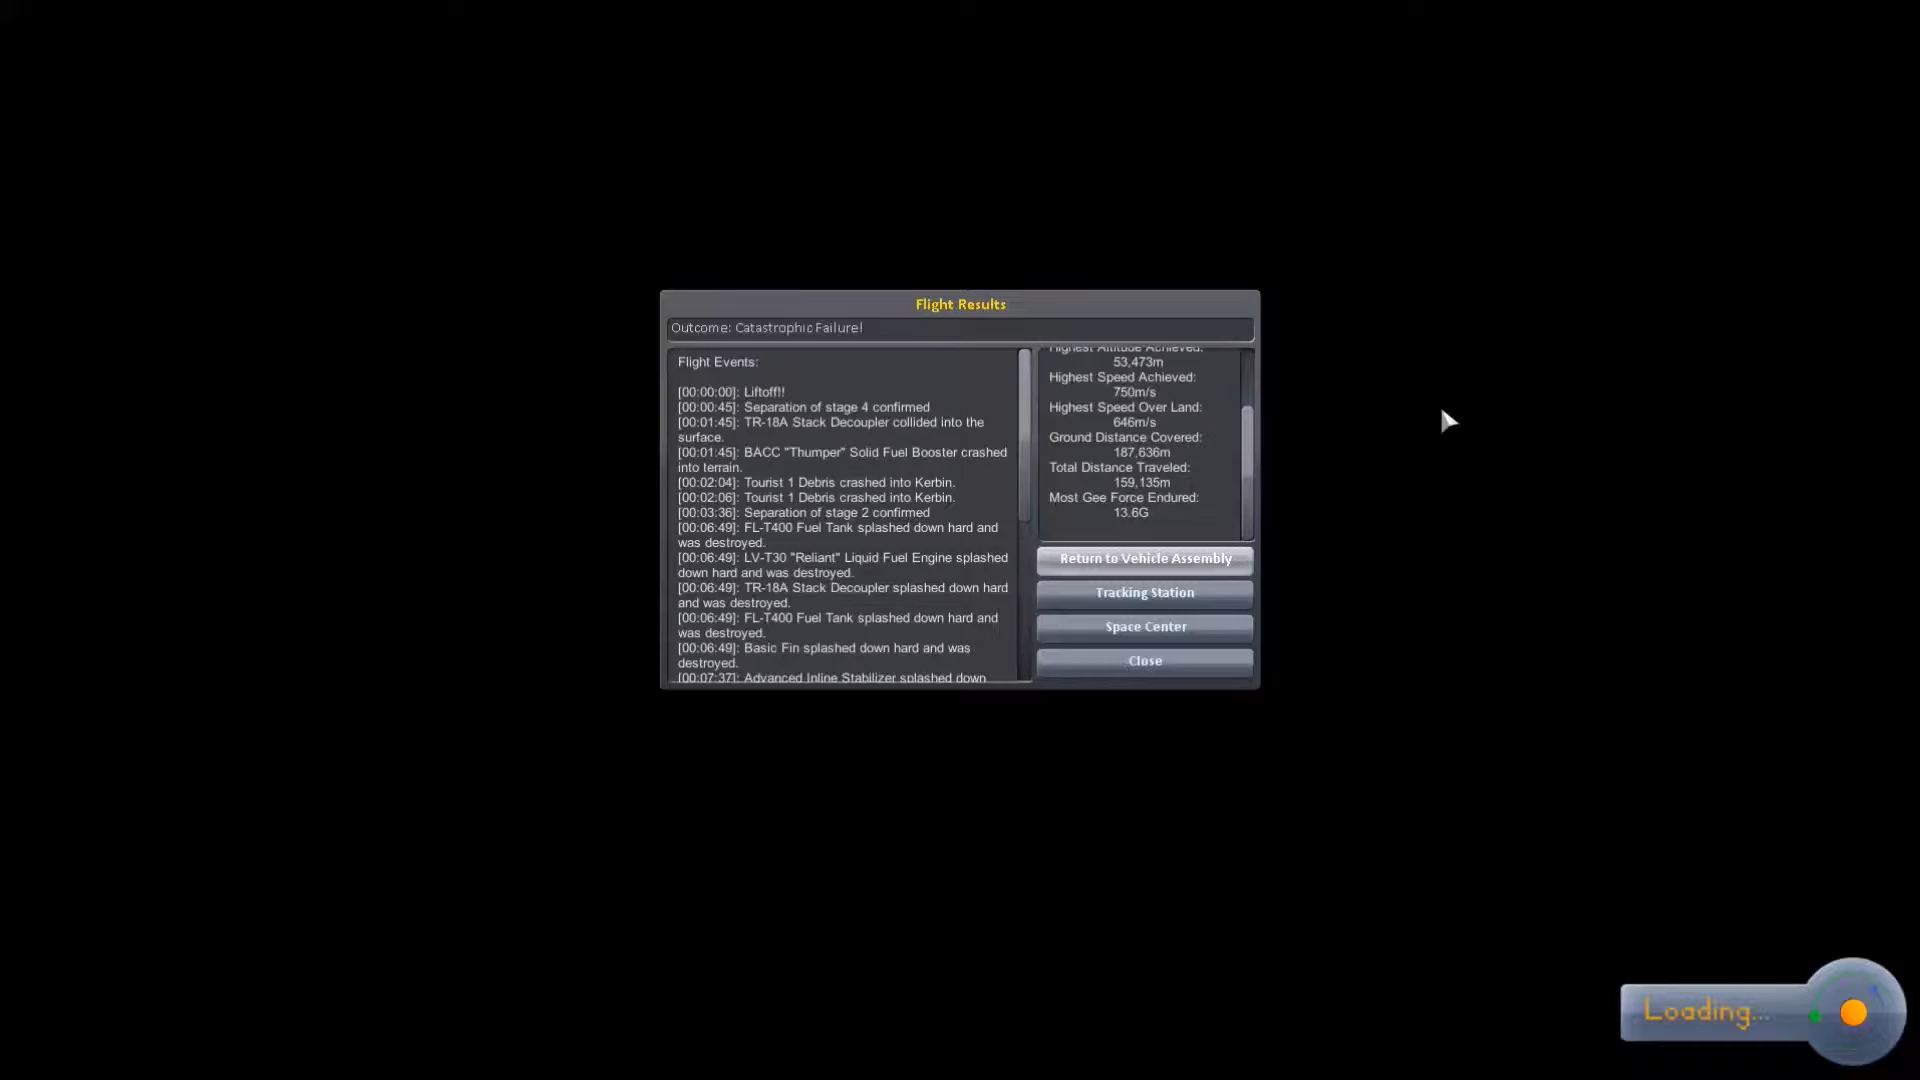 Flight Results
Outcome: Catastrophic Failure!
Flight Events:
[00:00:00]: Liftoff!!
[00:00:45]: Separation of stage 4 confirmed
[00:01:45]: TR-18A Stack Decoupler collided into the
surface.
[00:01:45]: BACC "Thumper" Solid Fuel Booster crashed
into terrain.
[00:02:04]: Tourist 1 Debris crashed into Kerbin.
[00:02:06]: Tourist 1 Debris crashed into Kerbin.
[00:03:36]: Separation of stage 2 confirmed
[00:06:49]: FL-T400 Fuel Tank splashed down hard and
was destroyed.
[00:06:49]: LV-T30 "Reliant" Liquid Fuel Engine splashed
down hard and was destroyed.
[00:06:49]: TR-18A Stack Decoupler splashed down hard
and was destroyed.
[00:06:49]: FL-T400 Fuel Tank splashed down hard and
was destroyed.
[00:06:49]: Basic Fin splashed down hard and was
destroyed.
[00:07:37]: Advanced Inline Stabilizer splashed down
Highest Altitude Achieved:
53,473m
Highest Speed Achieved:
750m/s
Highest Speed Over Land:
646m/s
Ground Distance Covered:
187,636m
Total Distance Traveled:
159,135m
Most Gee Force Endured:
13.6G
Return to Vehicle Assembly
Tracking Station
Space Center
Close
Loading...